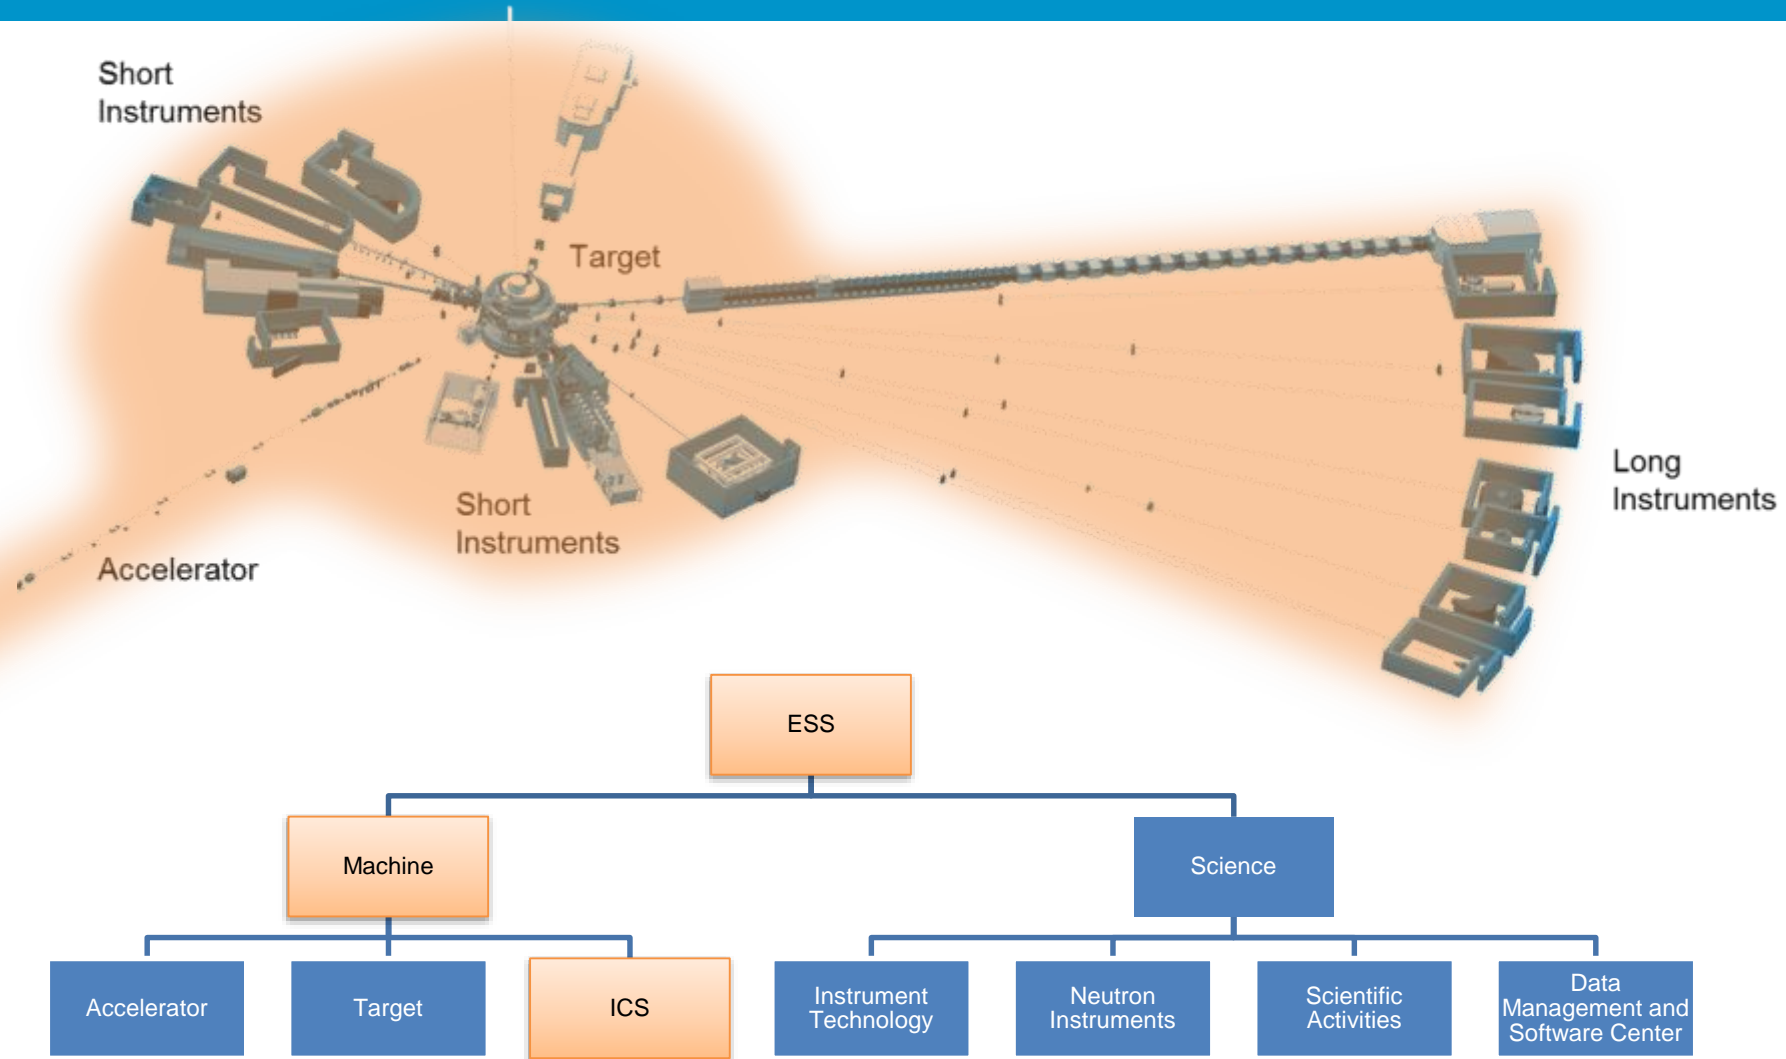 Short
Instruments
Target
Long
Instruments
Short
Instruments
Accelerator
ESS
Machine
Science
Accelerator
Target
ICS
Instrument
Technology
Neutron
Instruments
Scientific
Activities
Data
Management and
Software Center